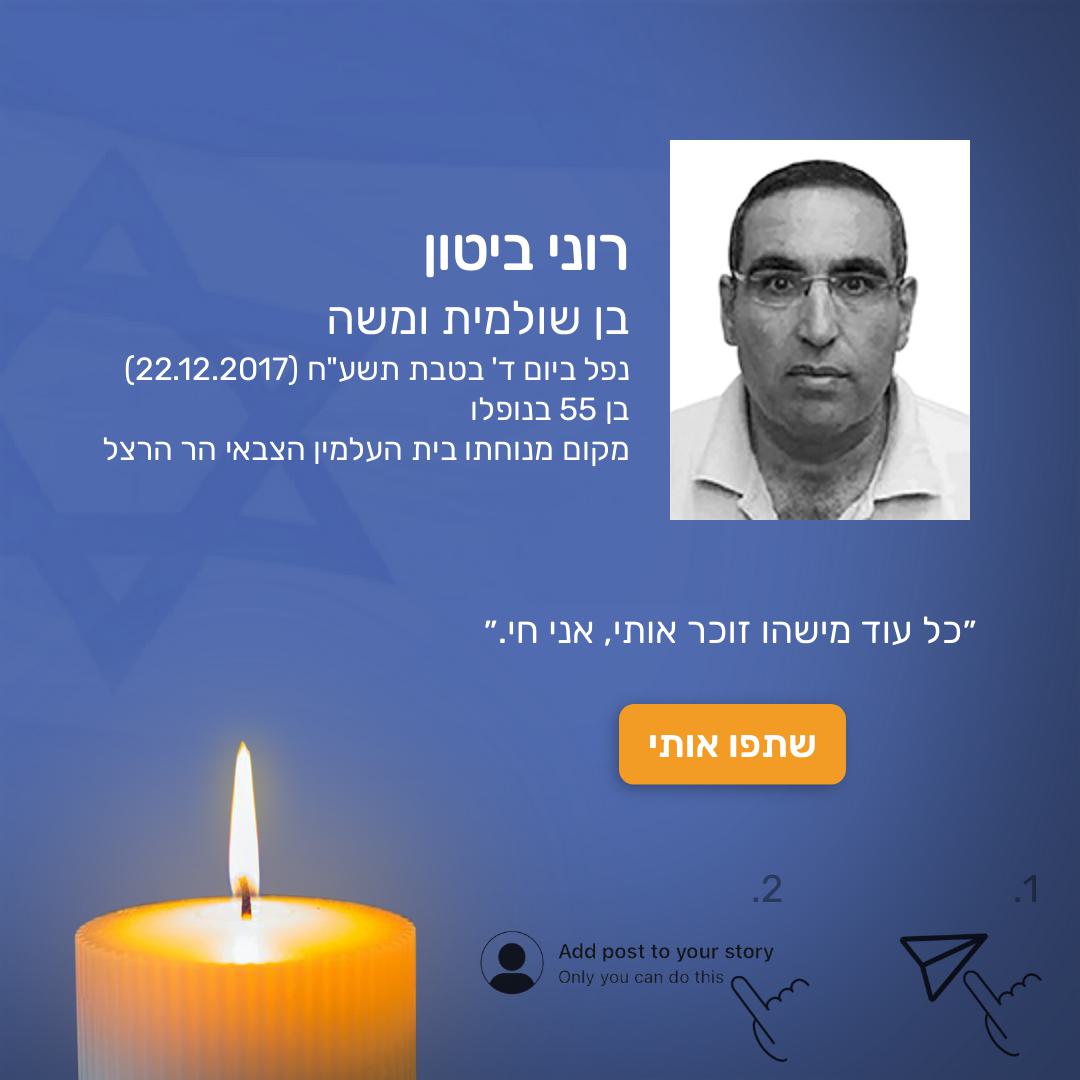 רוני ביטון
בן שולמית ומשה
נפל ביום ד' בטבת תשע"ח (22.12.2017)
בן 55 בנופלו
מקום מנוחתו בית העלמין הצבאי הר הרצל
״כל עוד מישהו זוכר אותי, אני חי.״
שתפו אותי
1.
2.
Add post to your story
Only you can do this